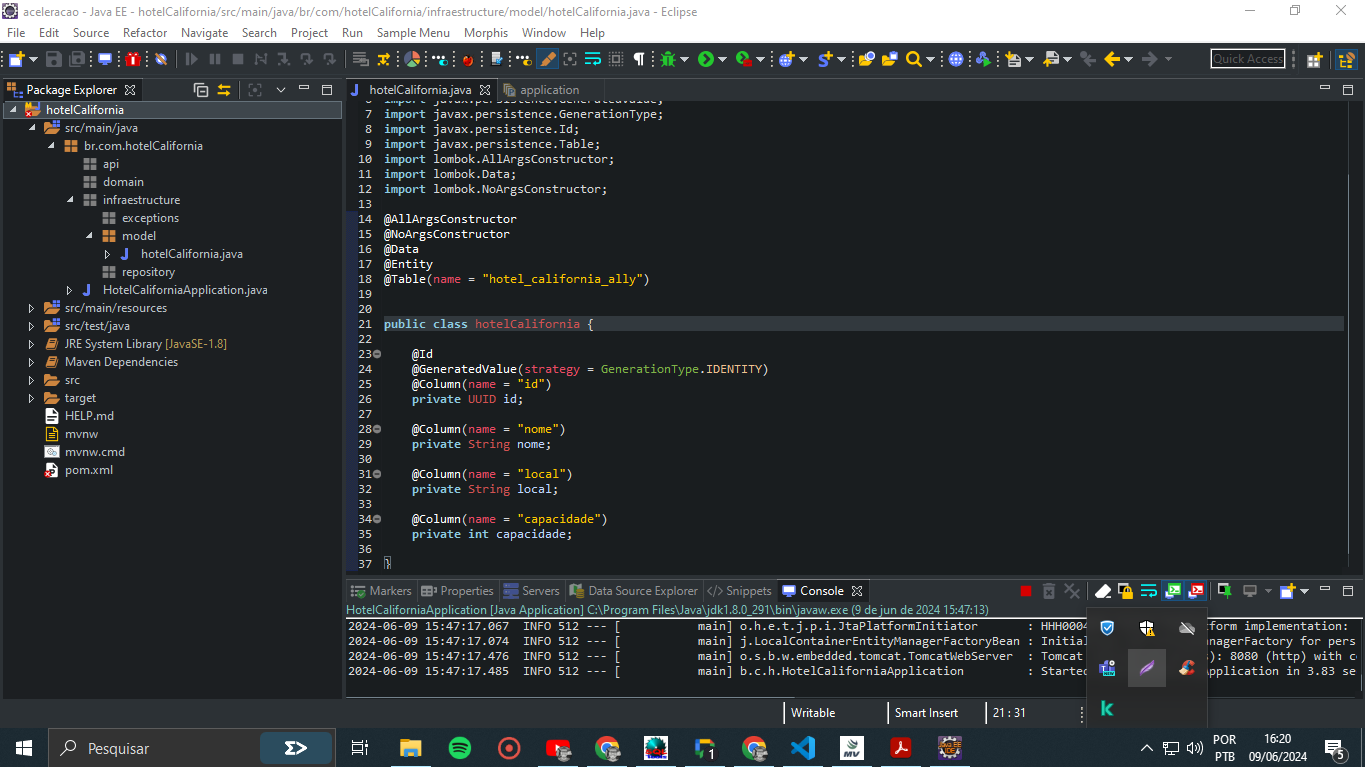 aceleracao - Java EE - hotelCalifornia/src/main/java/br/com/hotelCalifornia/infraestructure/model/hotelCalifornia.java - Eclipse
File Edit Source Refactor Navigate Search Project Run Sample Menu Morphis Window Help
Quick Access
Package Explorer
hotelCalifornia
src/main/java
br.com.hotelCalifornia
api
domain
infraestructure
exceptions
model
hotelCalifornia.java
repository
HotelCaliforniaApplication.java
src/main/resources
src/test/java
JRE System Library [JavaSE-1.8]
Maven Dependencies
src
target
HELP.md
mvnw
mvnw.cmd
pom.xml
hotelCalifornia.java application
6 import javax.persistence.GeneratedValue;
7 import javax.persistence.GenerationType;
8 import javax.persistence.Id;
9 import javax.persistence.Table;
10 import lombok.AllArgsConstructor;
11 import lombok.Data;
12 import lombok.NoArgsConstructor;
13
14 @AllArgsConstructor
15 @NoArgsConstructor
16 @Data
17 @Entity
18 @Table(name = "hotel_california_ally")
19
20
21 public class hotelCalifornia {
22
23 @Id
24 @GeneratedValue(strategy = GenerationType.IDENTITY)
25 @Column(name = "id")
26 private UUID id;
27
28 @Column(name = "nome")
29 private String nome;
30
31 @Column(name = "local")
32 private String local;
33
34 @Column(name = "capacidade")
35 private int capacidade;
36
37 }
Markers Properties Servers Data Source Explorer Snippets Console
HotelCaliforniaApplication [Java Application] C:\Program Files\Java\jdk1.8.0_291\bin\javaw.exe (9 de jun de 2024 15:47:13)
2024-06-09 15:47:17.067 INFO 512 --- [ main] o.h.e.t.j.p.i.JtaPlatformInitiator : HHH0004 form implementation:
2024-06-09 15:47:17.074 INFO 512 --- [ main] j.LocalContainerEntityManagerFactoryBean : Initial nagerFactory for pers
2024-06-09 15:47:17.476 INFO 512 --- [ main] o.s.b.w.embedded.tomcat.TomcatWebServer : Tomcat ): 8080 (http) with c
2024-06-09 15:47:17.485 INFO 512 --- [ main] b.c.h.HotelCaliforniaApplication : Started pplication in 3.83 se
Writable Smart Insert 21 : 31
Pesquisar
POR
PTB
16:20
09/06/2024
5